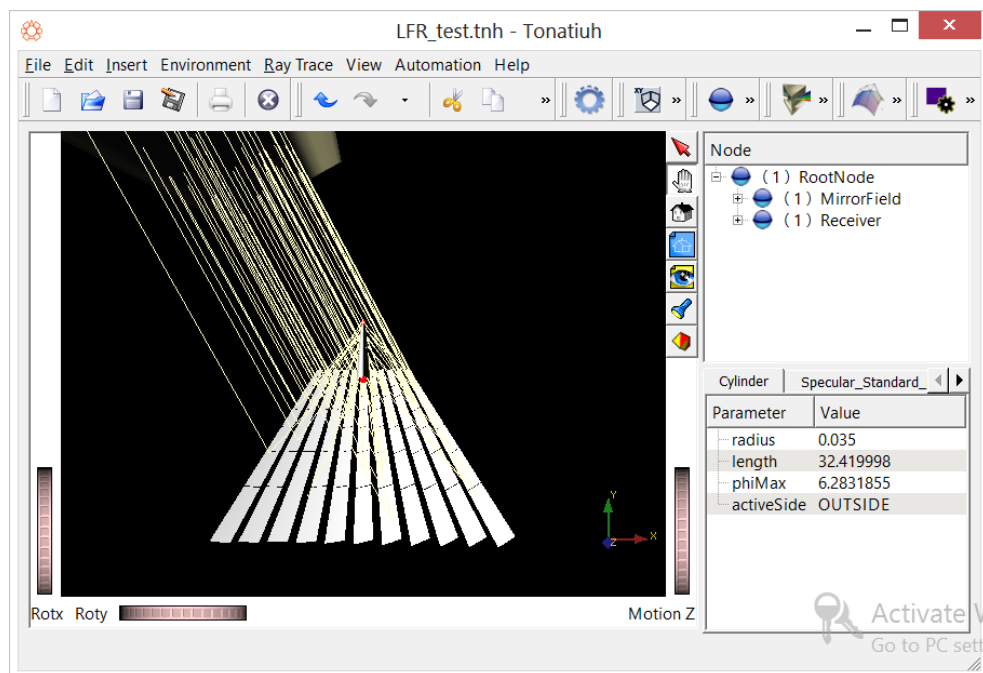 LFR_test.tnh - Tonatiuh
File Edit Insert Environment Ray Trace View Automation Help
» XY » » » » »
Node
(1) RootNode
(1) MirrorField
(1) Receiver
Cylinder Specular_Standard_
Parameter Value
radius 0.035
length 32.419998
phiMax 6.2831855
activeSide OUTSIDE
Y
X
Z
Rotx Roty Motion Z
Activate W
Go to PC sett